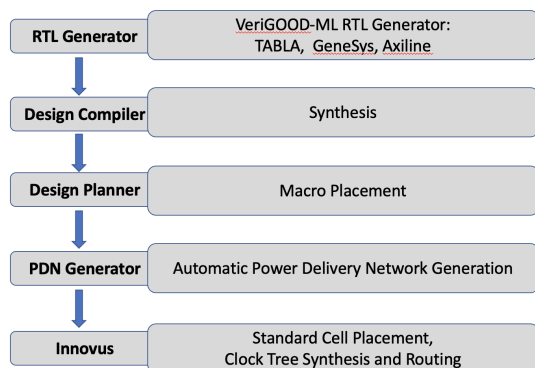 RTL Generator
VeriGOOD-ML RTL Generator:
TABLA, GeneSys, Axiline
Design Compiler
Synthesis
Design Planner
Macro Placement
PDN Generator
Automatic Power Delivery Network Generation
Innovus
Standard Cell Placement,
Clock Tree Synthesis and Routing